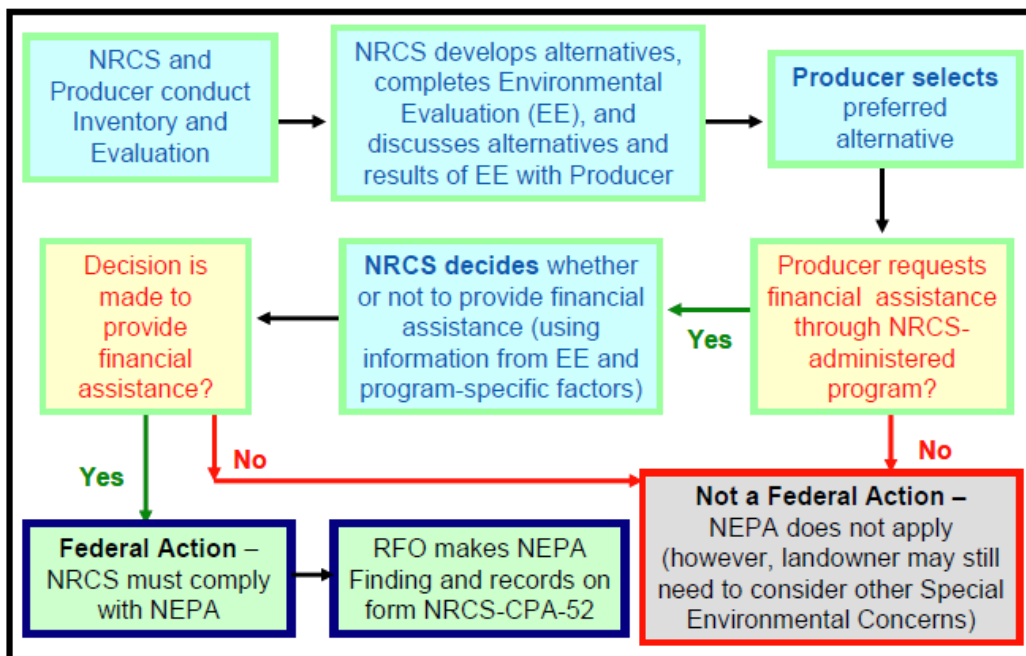 NRCS and
Producer conduct
Inventory and
Evaluation
NRCS develops alternatives,
completes Environmental
Evaluation (EE), and
discusses alternatives and
results of EE with Producer
Producer selects
preferred
alternative
Producer requests
financial assistance
through NRCS-
administered
program?
Yes
No
NRCS decides whether
or not to provide financial
assistance (using
information from EE and
program-specific factors)
Decision is
made to
provide
financial
assistance?
Yes
No
Federal Action –
NRCS must comply
with NEPA
RFO makes NEPA
Finding and records on
form NRCS-CPA-52
Not a Federal Action –
NEPA does not apply
(however, landowner may still
need to consider other Special
Environmental Concerns)